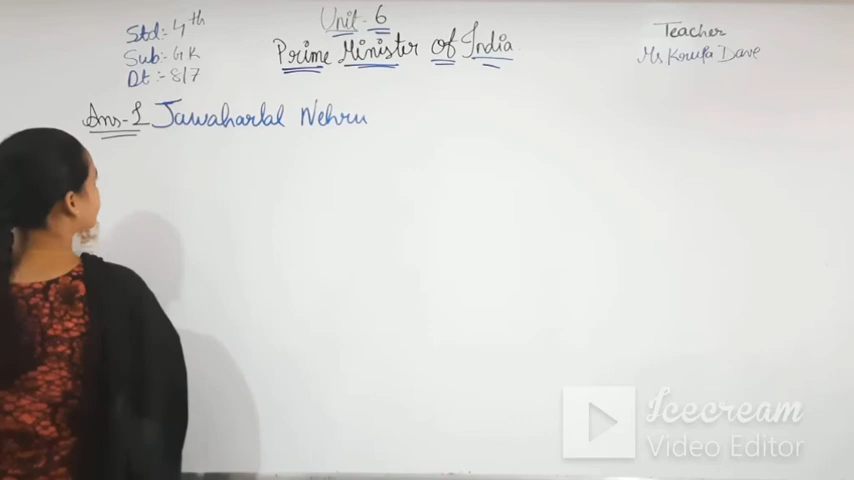 Std:- 4th
Sub:- GK
Dt:- 8/7
Unit- 6
Prime Minister of India
Teacher
Ms Dave
Ans-1 Jawaharlal Nehru
Icecream
Video Editor